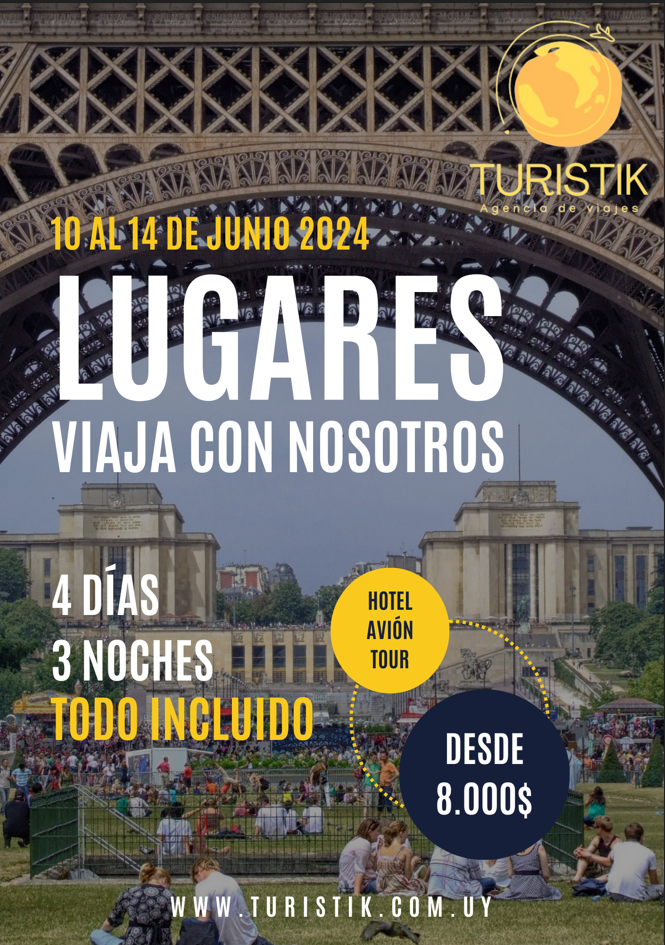 TURISTIK
Agencia de viajes
10 AL 14 DE JUNIO 2024
LUGARES
VIAJA CON NOSOTROS
4 DÍAS
3 NOCHES
TODO INCLUIDO
HOTEL
AVIÓN
TOUR
DESDE
8.000$
WWW.TURISTIK.COM.UY